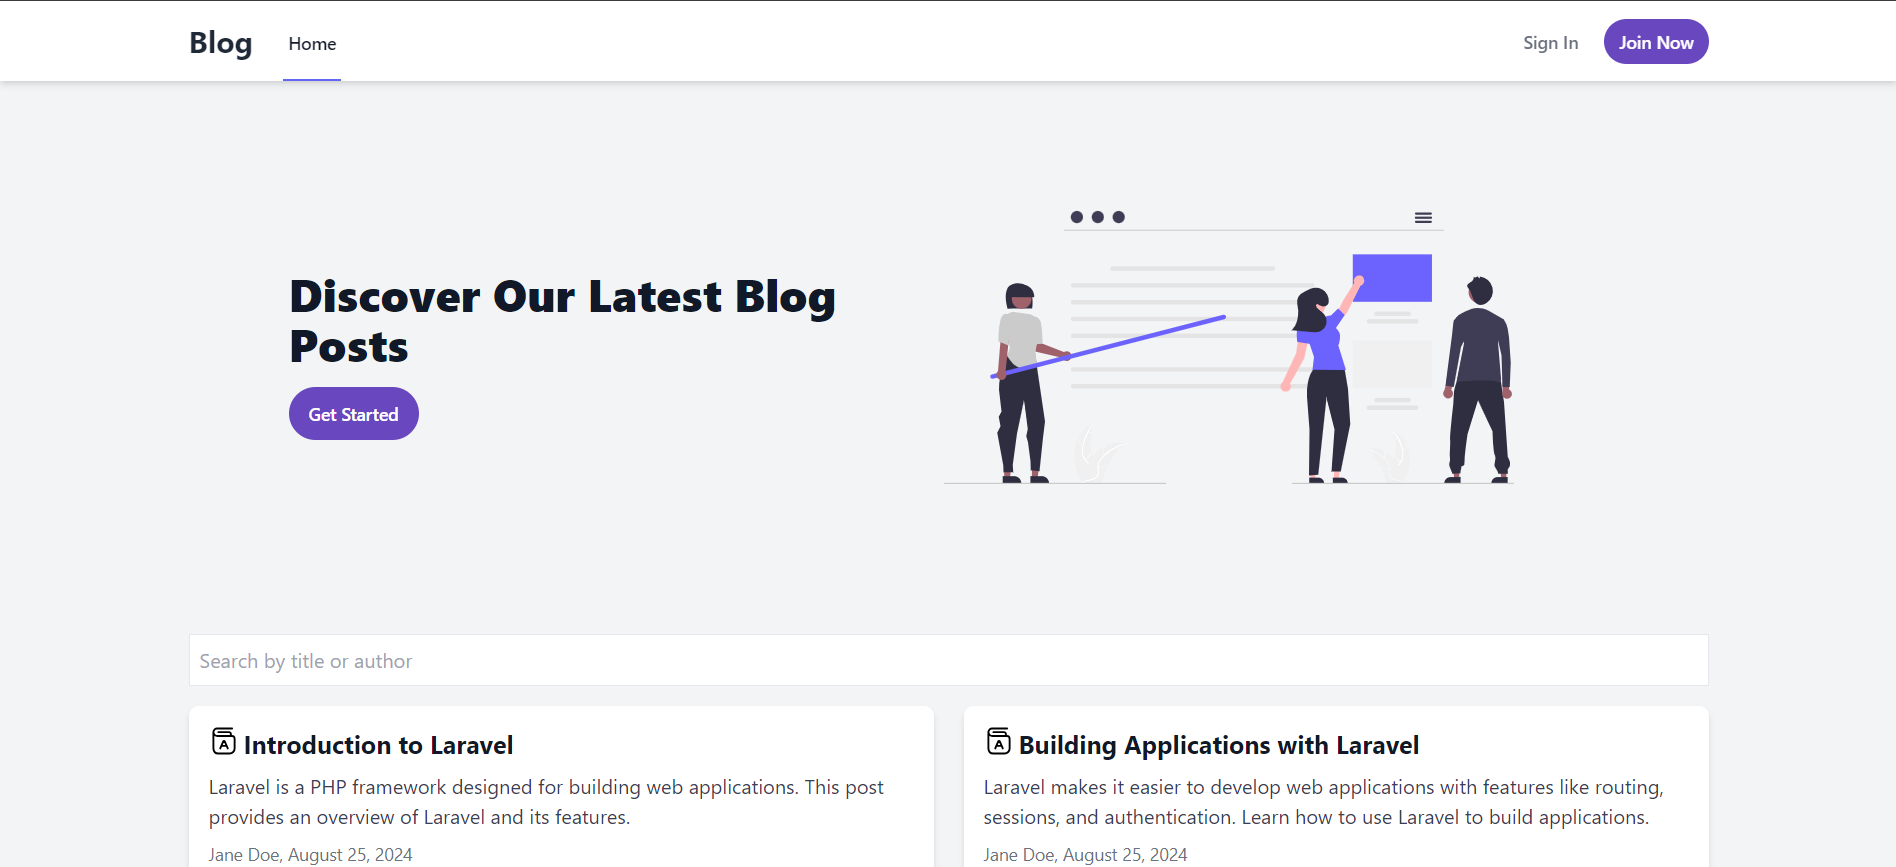 Blog Home Sign In Join Now
Discover Our Latest Blog
Posts
Get Started
Search by title or author
Introduction to Laravel
Laravel is a PHP framework designed for building web applications. This post
provides an overview of Laravel and its features.
Jane Doe, August 25, 2024
Building Applications with Laravel
Laravel makes it easier to develop web applications with features like routing,
sessions, and authentication. Learn how to use Laravel to build applications.
Jane Doe, August 25, 2024